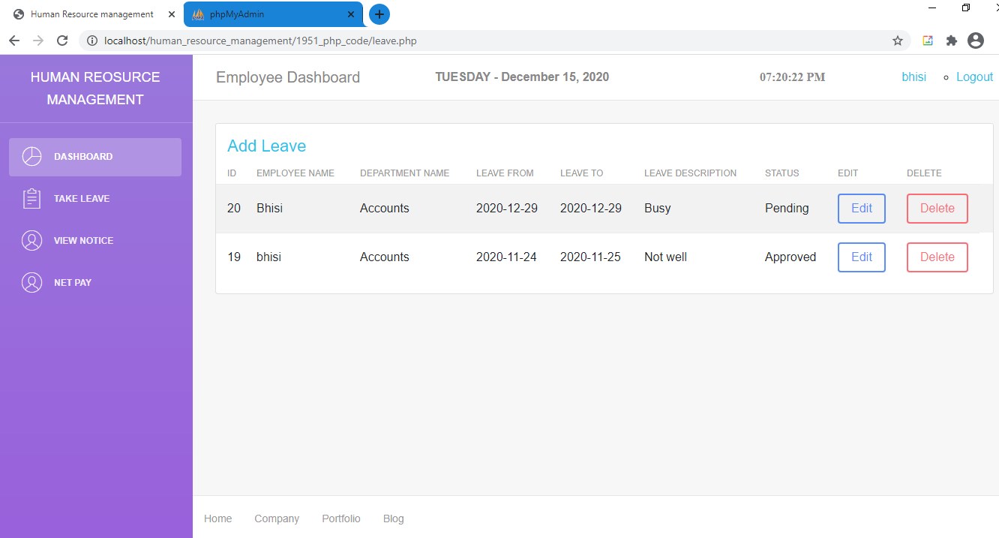 Human Resource management
phpMyAdmin
localhost/human_resource_management/1951_php_code/leave.php
HUMAN REOSURCE
MANAGEMENT
DASHBOARD
TAKE LEAVE
VIEW NOTICE
NET PAY
Employee Dashboard TUESDAY - December 15, 2020 07:20:22 PM bhisi Logout
Add Leave
ID EMPLOYEE NAME DEPARTMENT NAME LEAVE FROM LEAVE TO LEAVE DESCRIPTION STATUS EDIT DELETE
20 Bhisi Accounts 2020-12-29 2020-12-29 Busy Pending Edit Delete
19 bhisi Accounts 2020-11-24 2020-11-25 Not well Approved Edit Delete
Home Company Portfolio Blog